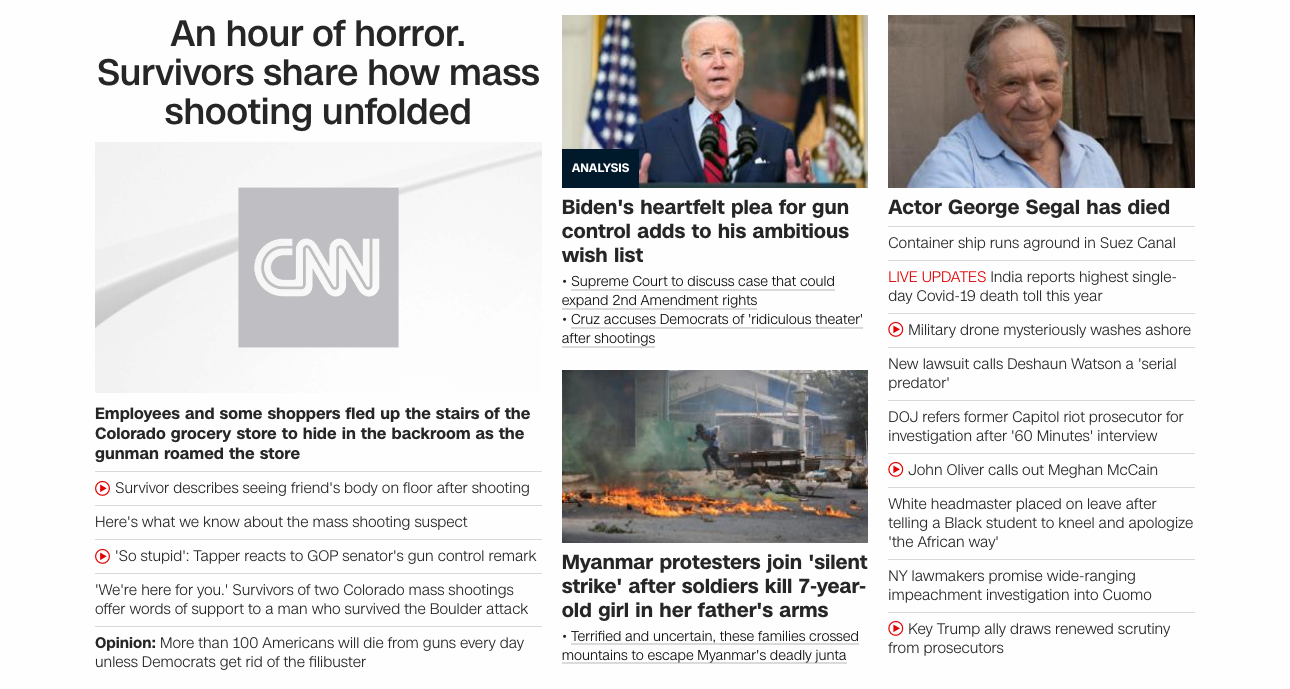 An hour of horror.
Survivors share how mass
shooting unfolded
CNN
Employees and some shoppers fled up the stairs of the
Colorado grocery store to hide in the backroom as the
gunman roamed the store
Survivor describes seeing friend's body on floor after shooting
Here's what we know about the mass shooting suspect
'So stupid': Tapper reacts to GOP senator's gun control remark
'We're here for you.' Survivors of two Colorado mass shootings
offer words of support to a man who survived the Boulder attack
Opinion: More than 100 Americans will die from guns every day
unless Democrats get rid of the filibuster
ANALYSIS
Biden's heartfelt plea for gun
control adds to his ambitious
wish list
• Supreme Court to discuss case that could
expand 2nd Amendment rights
• Cruz accuses Democrats of 'ridiculous theater'
after shootings
Myanmar protesters join 'silent
strike' after soldiers kill 7-year-
old girl in her father's arms
• Terrified and uncertain, these families crossed
mountains to escape Myanmar's deadly junta
Actor George Segal has died
Container ship runs aground in Suez Canal
LIVE UPDATES India reports highest single-
day Covid-19 death toll this year
Military drone mysteriously washes ashore
New lawsuit calls Deshaun Watson a 'serial
predator'
DOJ refers former Capitol riot prosecutor for
investigation after '60 Minutes' interview
John Oliver calls out Meghan McCain
White headmaster placed on leave after
telling a Black student to kneel and apologize
'the African way'
NY lawmakers promise wide-ranging
impeachment investigation into Cuomo
Key Trump ally draws renewed scrutiny
from prosecutors